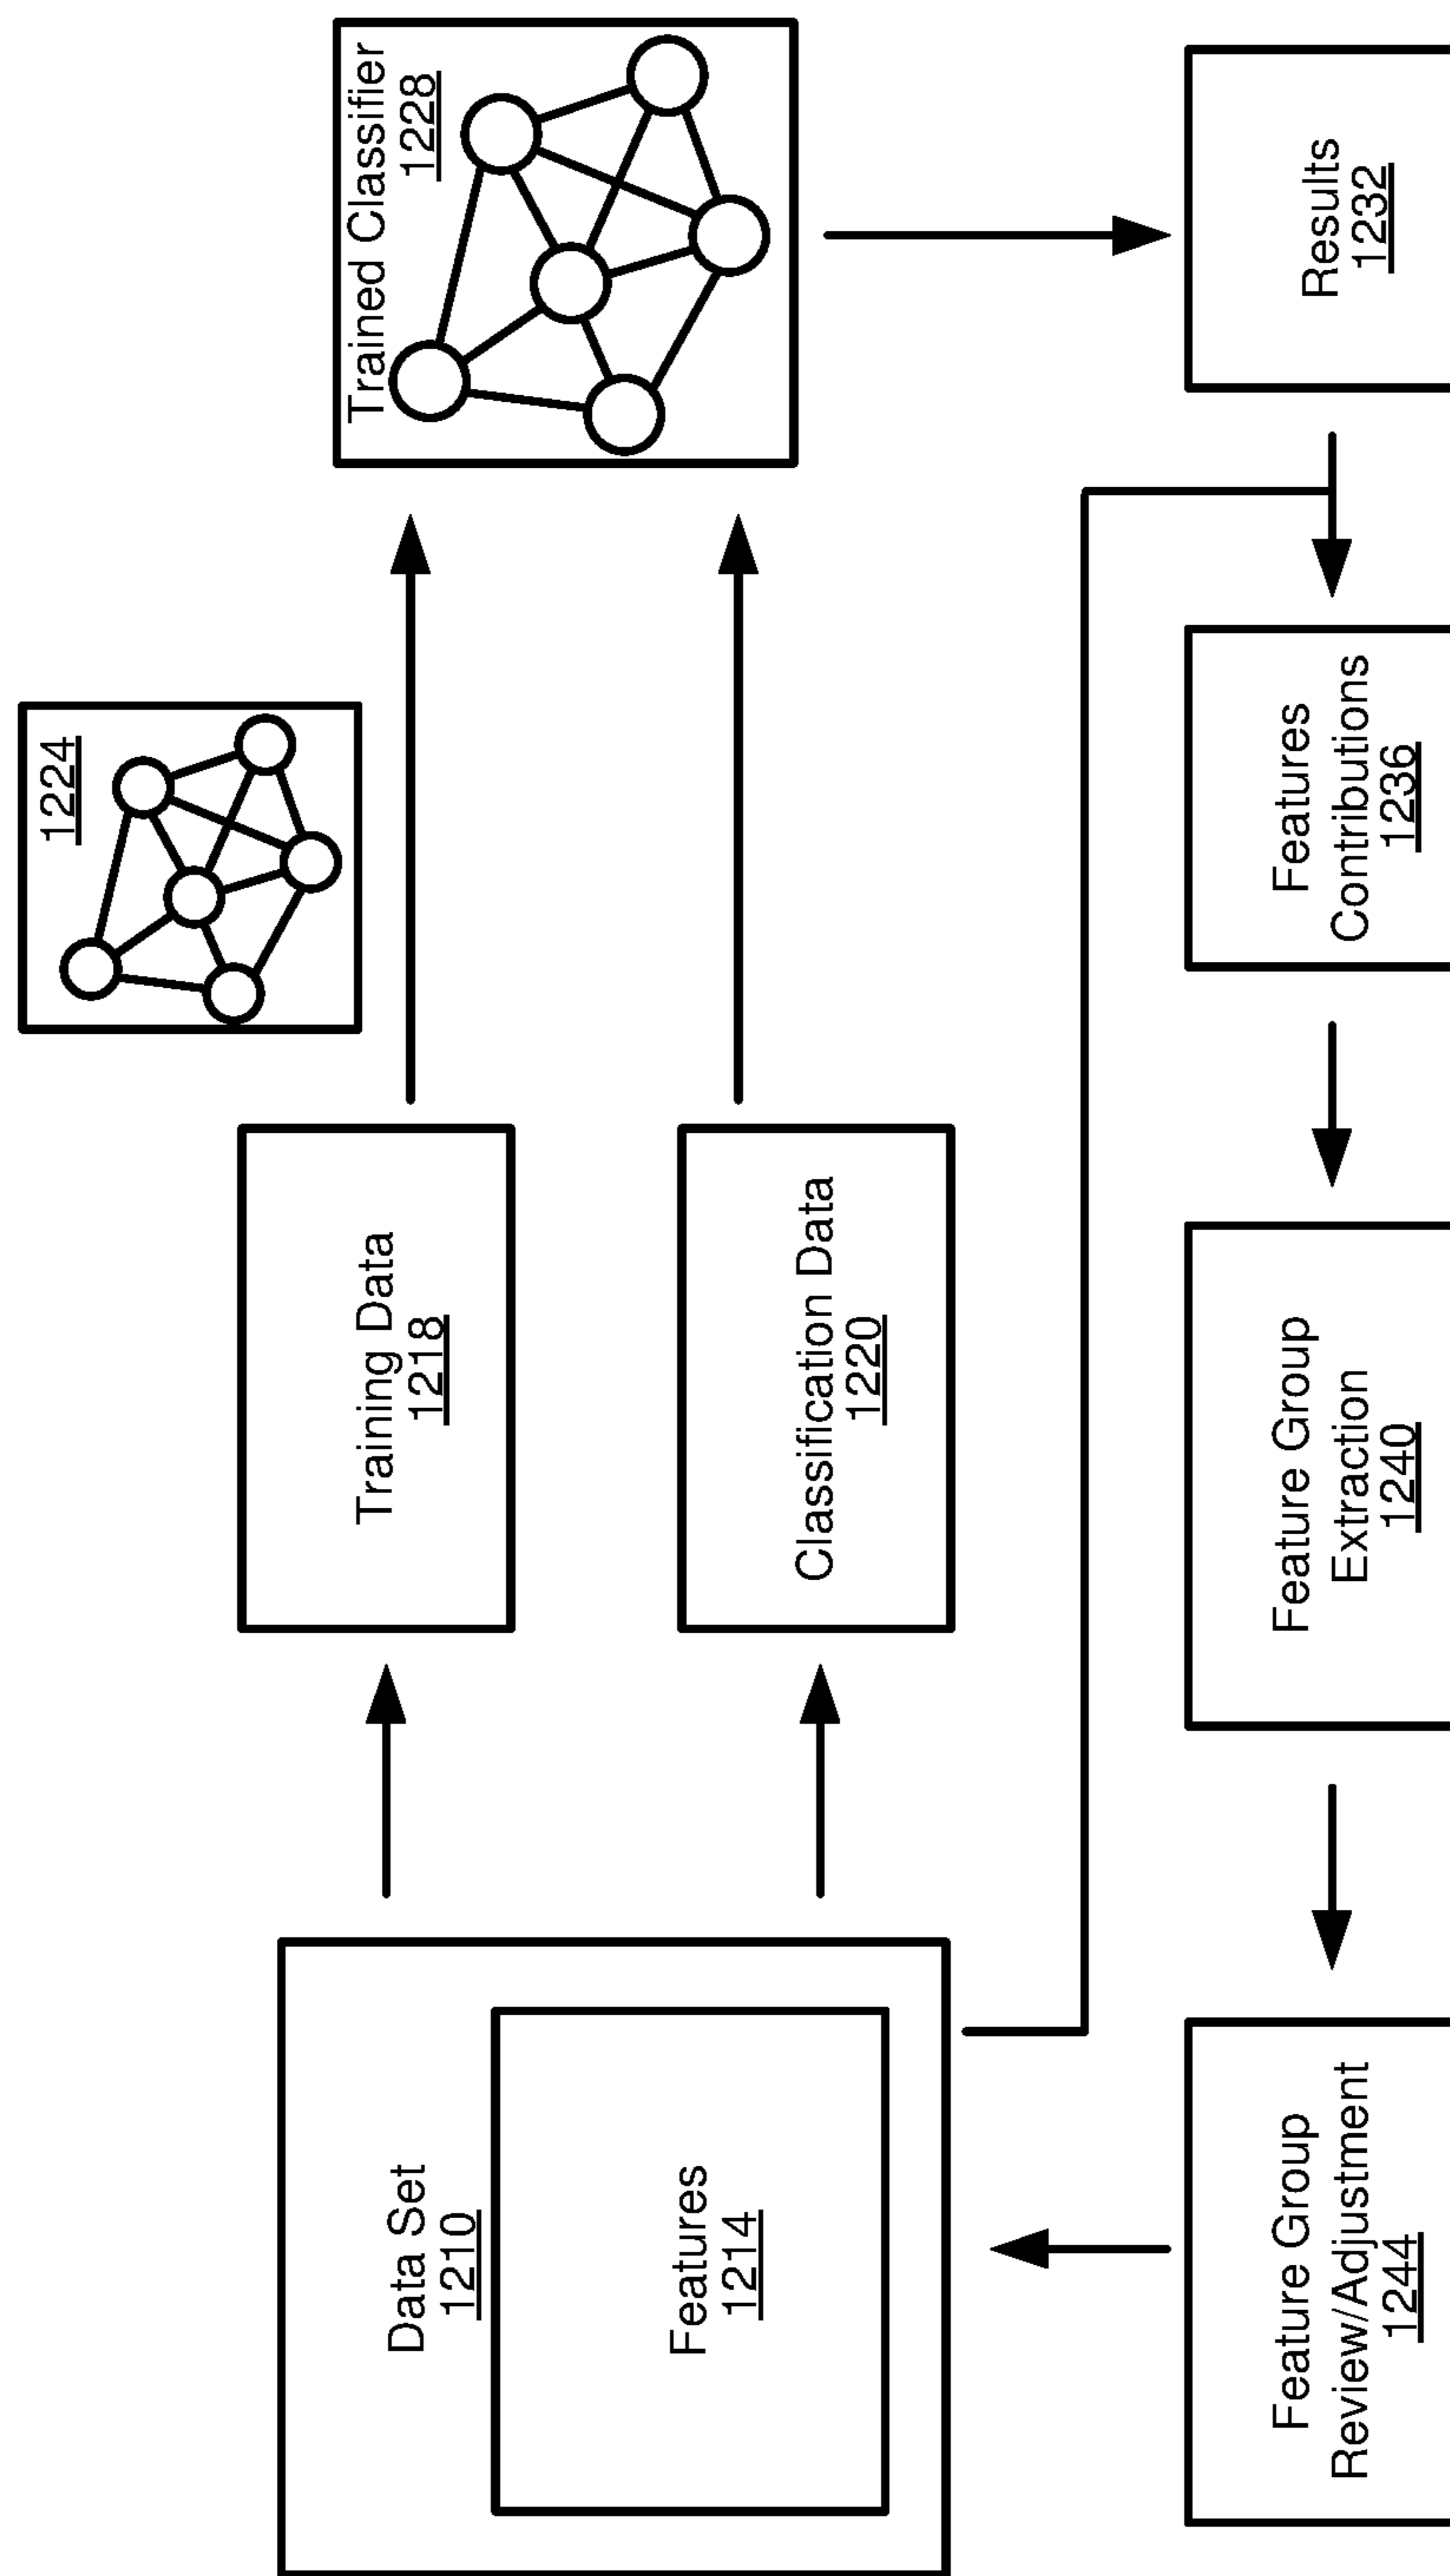 Data Set
1210
Features
1214
Training Data
1218
Classification Data
1220
1224
Trained Classifier
1228
Results
1232
Features
Contributions
1236
Feature Group
Extraction
1240
Feature Group
Review/Adjustment
1244